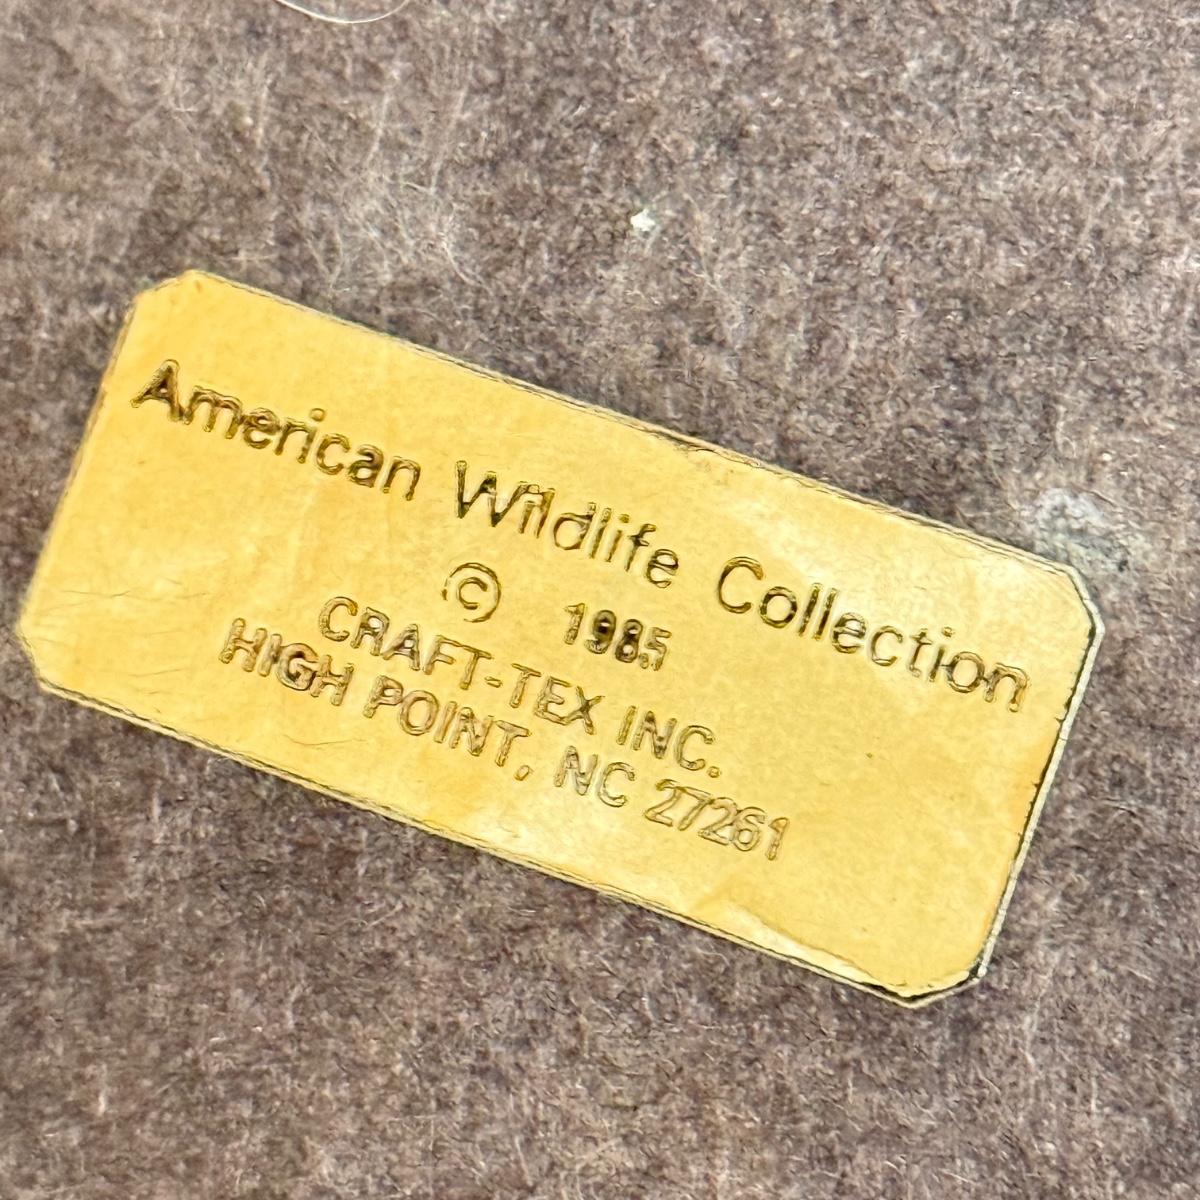 American Wildlife Collection
© 1985
CRAFT-TEX INC.
HIGH POINT, NC 27261